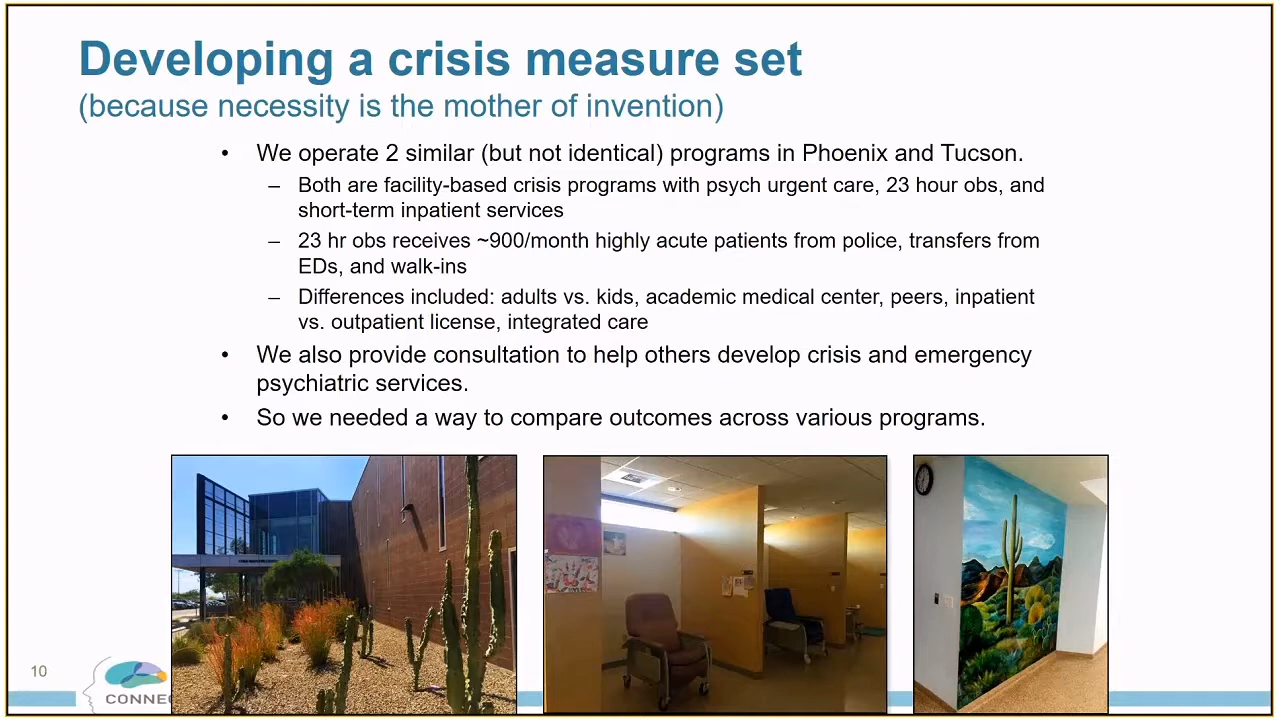 Developing a crisis measure set
(because necessity is the mother of invention)
• We operate 2 similar (but not identical) programs in Phoenix and Tucson.
– Both are facility-based crisis programs with psych urgent care, 23 hour obs, and
short-term inpatient services
– 23 hr obs receives ~900/month highly acute patients from police, transfers from
EDs, and walk-ins
– Differences included: adults vs. kids, academic medical center, peers, inpatient
vs. outpatient license, integrated care
• We also provide consultation to help others develop crisis and emergency
psychiatric services.
• So we needed a way to compare outcomes across various programs.
10
CONNE